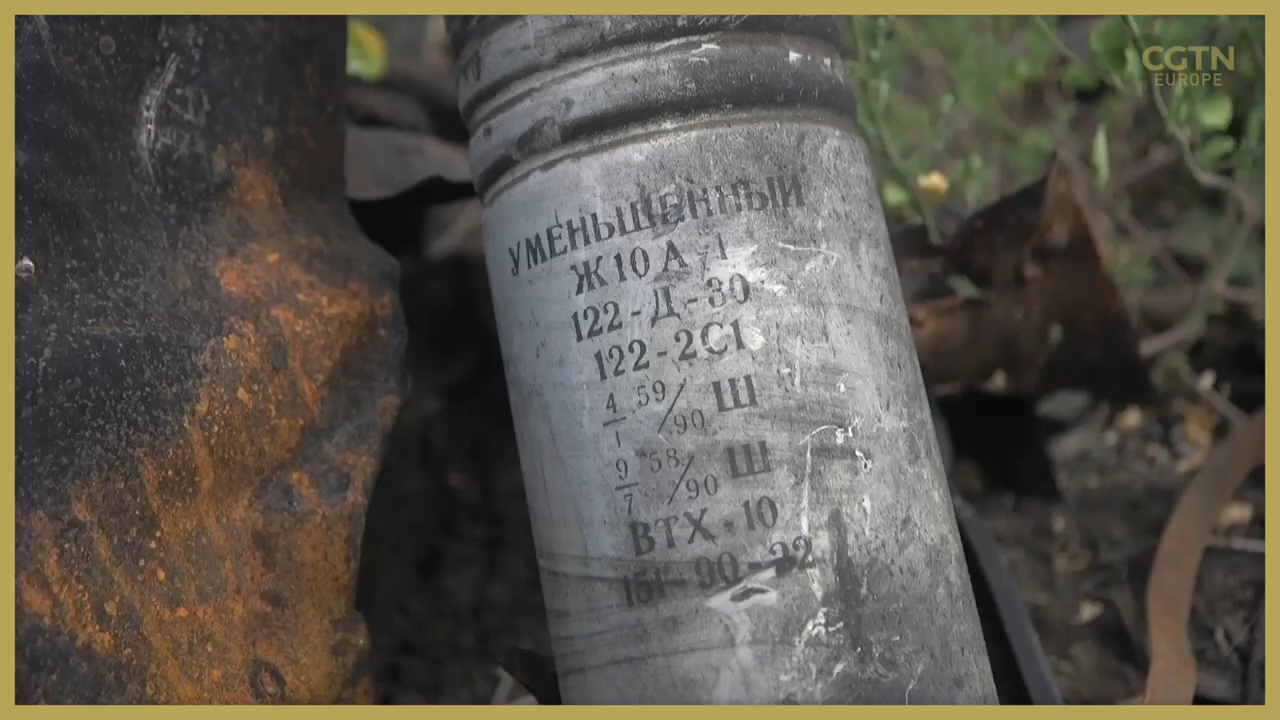 CGTN
EUROPE
УМЕНЬШЕННЫЙ
Ж10А-1
122-Д-30
122-2С1
4/1 59/90 Ш
9/7 58/90 Ш
ВТХ-10
151-90-22